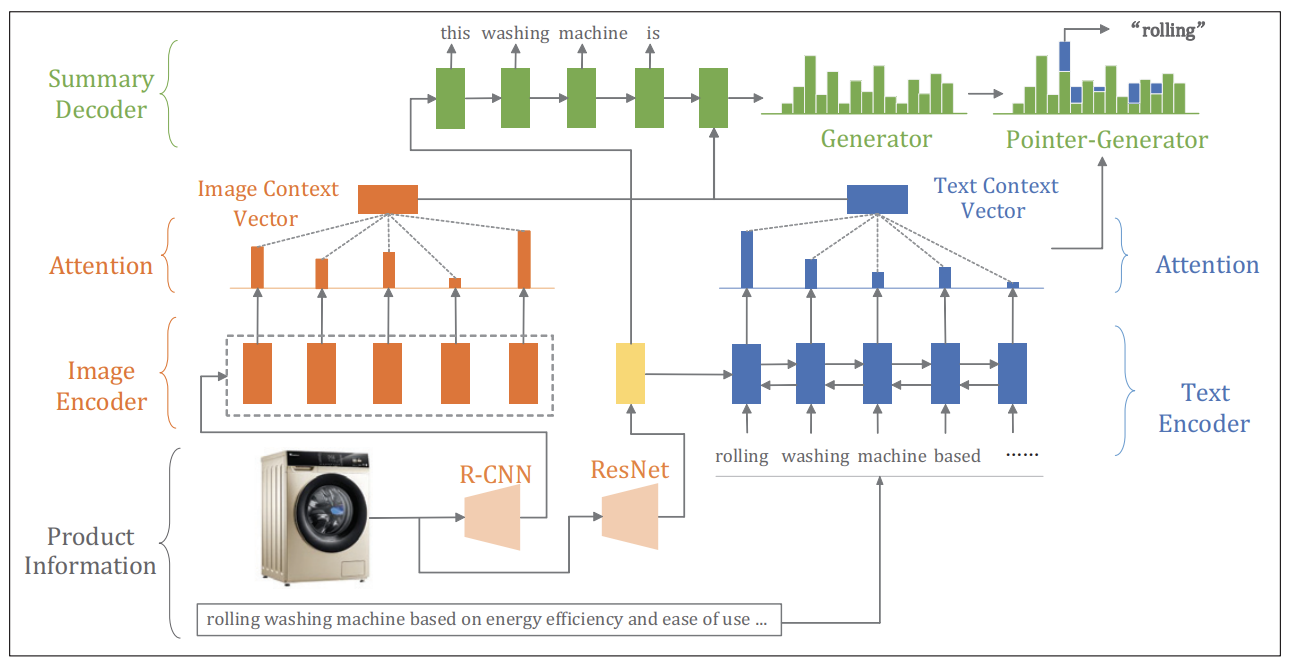 this washing machine is
"rolling"
Summary
Decoder
Generator
Pointer-Generator
Image Context
Vector
Text Context
Vector
Attention
Attention
Image
Encoder
Text
Encoder
rolling washing machine based ......
R-CNN
ResNet
Product
Information
rolling washing machine based on energy efficiency and ease of use ...